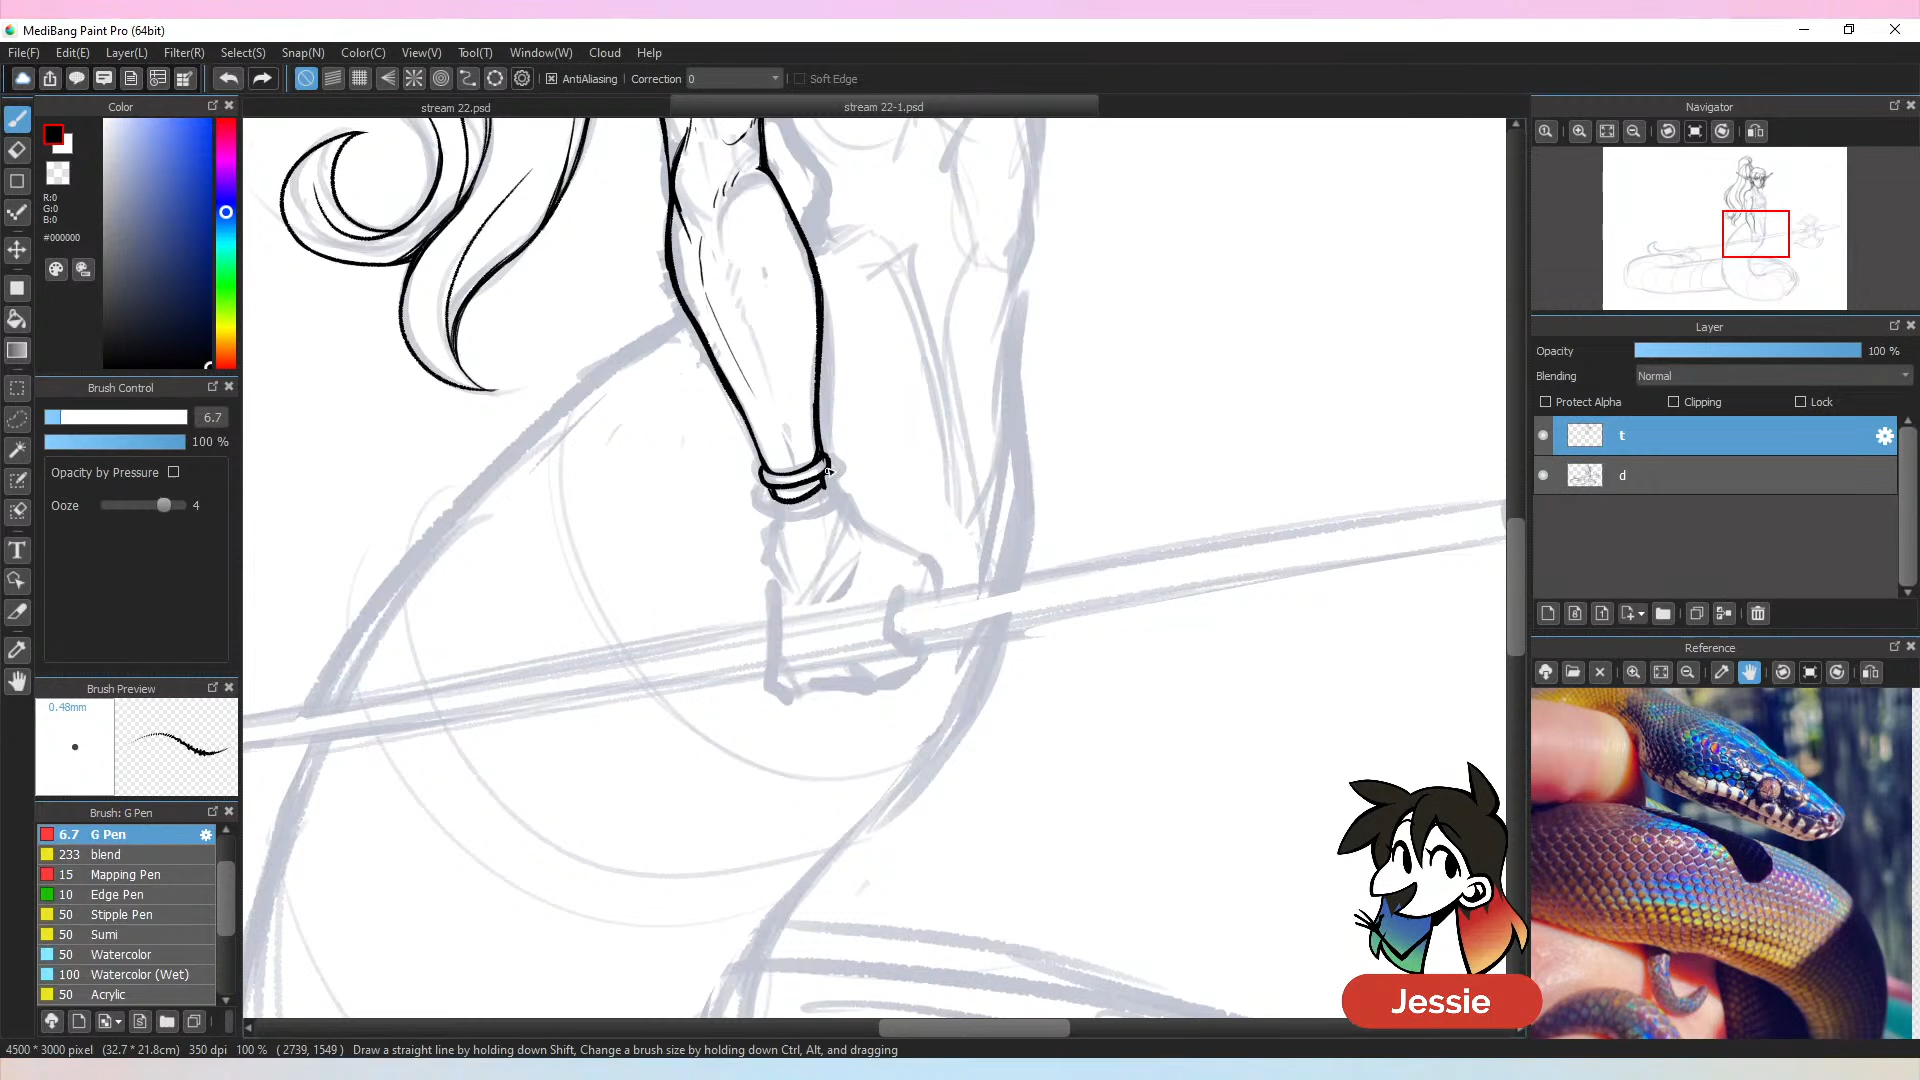 MediBang Paint Pro (64bit)
File(F) Edit(E) Layer(L) Filter(R) Select(S) Snap(N) Color(C) View(V) Tool(T) Window(W) Cloud Help
AntiAliasing Correction 0 Soft Edge
Color
stream 22.psd
stream 22-1.psd
Navigator
R:0
G:0
B:0
#000000
Layer
Opacity 100 %
Blending Normal
Protect Alpha Clipping Lock
t
d
Brush Control
6.7
100 %
Opacity by Pressure
Ooze 4
Reference
Brush Preview
0.48mm
Brush: G Pen
6.7 G Pen
233 blend
15 Mapping Pen
10 Edge Pen
50 Stipple Pen
50 Sumi
50 Watercolor
100 Watercolor (Wet)
50 Acrylic
Jessie
4500 * 3000 pixel (32.7 * 21.8cm) 350 dpi 100 % ( 2739, 1549 ) Draw a straight line by holding down Shift, Change a brush size by holding down Ctrl, Alt, and dragging